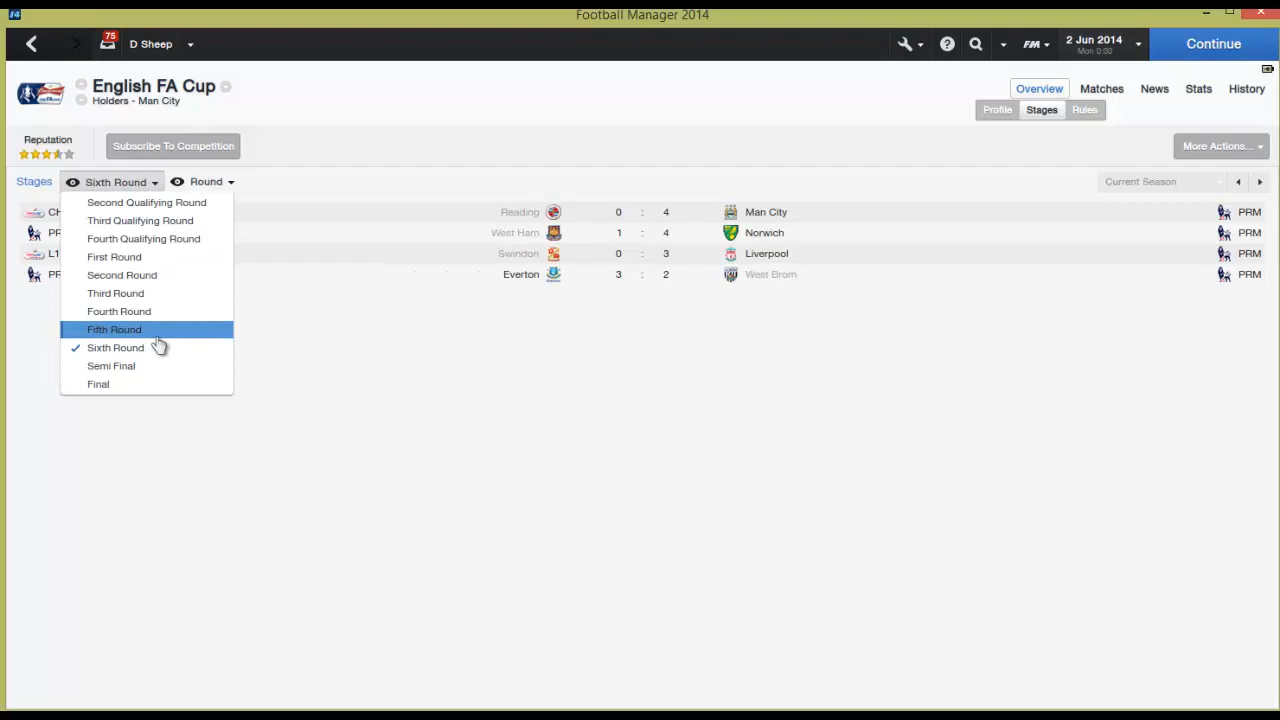 14
Football Manager 2014
75
D Sheep
FM
2 Jun 2014
Mon 0:00
Continue
English FA Cup
Holders - Man City
Overview
Matches
News
Stats
History
Profile
Stages
Rules
Reputation
Subscribe To Competition
More Actions...
Stages
Sixth Round
Round
Current Season
Second Qualifying Round
Third Qualifying Round
Fourth Qualifying Round
First Round
Second Round
Third Round
Fourth Round
Fifth Round
Sixth Round
Semi Final
Final
Reading 0 : 4 Man City PRM
West Ham 1 : 4 Norwich PRM
L1 Swindon 0 : 3 Liverpool PRM
Everton 3 : 2 West Brom PRM